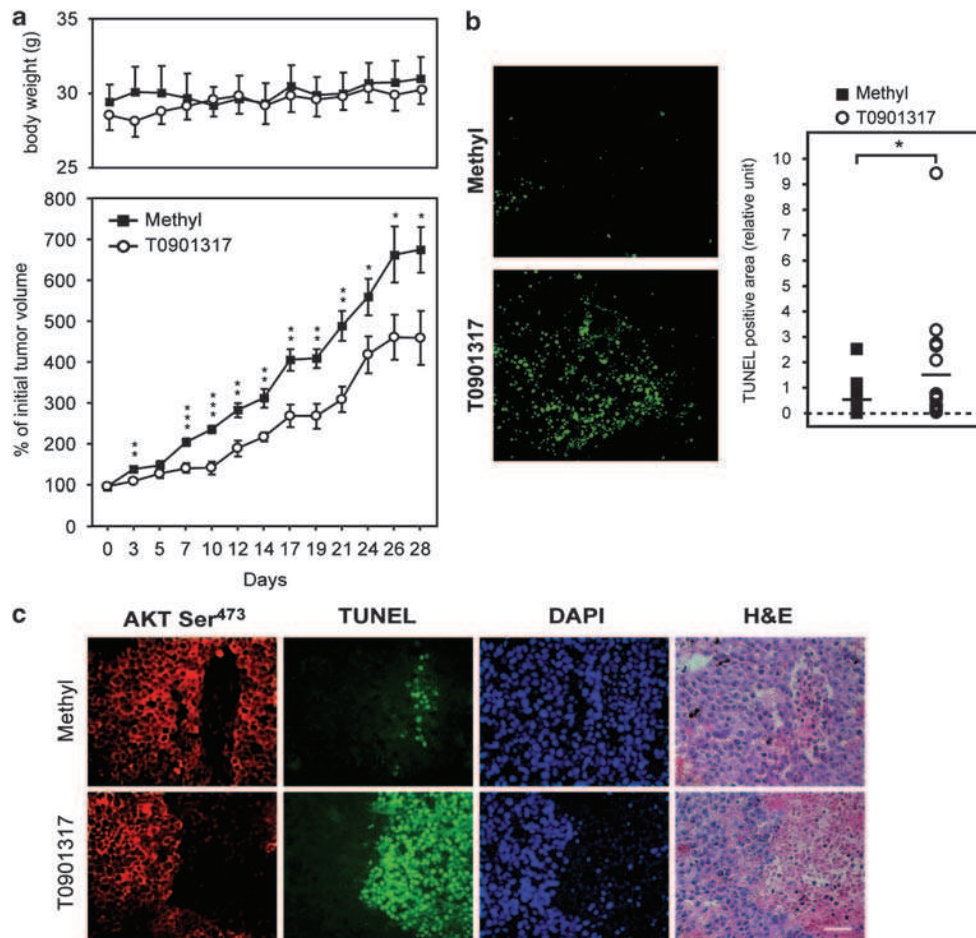 a
35
30
25
body weight (g)
800
700
600
500
400
300
200
100
0
% of initial tumor volume
Methyl
T0901317
**
***
***
**
**
**
**
**
*
*
*
0 3 5 7 10 12 14 17 19 21 24 26 28
Days
b
Methyl
T0901317
Methyl
T0901317
*
10
9
8
7
6
5
4
3
2
1
0
TUNEL positive area (relative unit)
c
AKT Ser⁴⁷³ TUNEL DAPI H&E
Methyl
T0901317